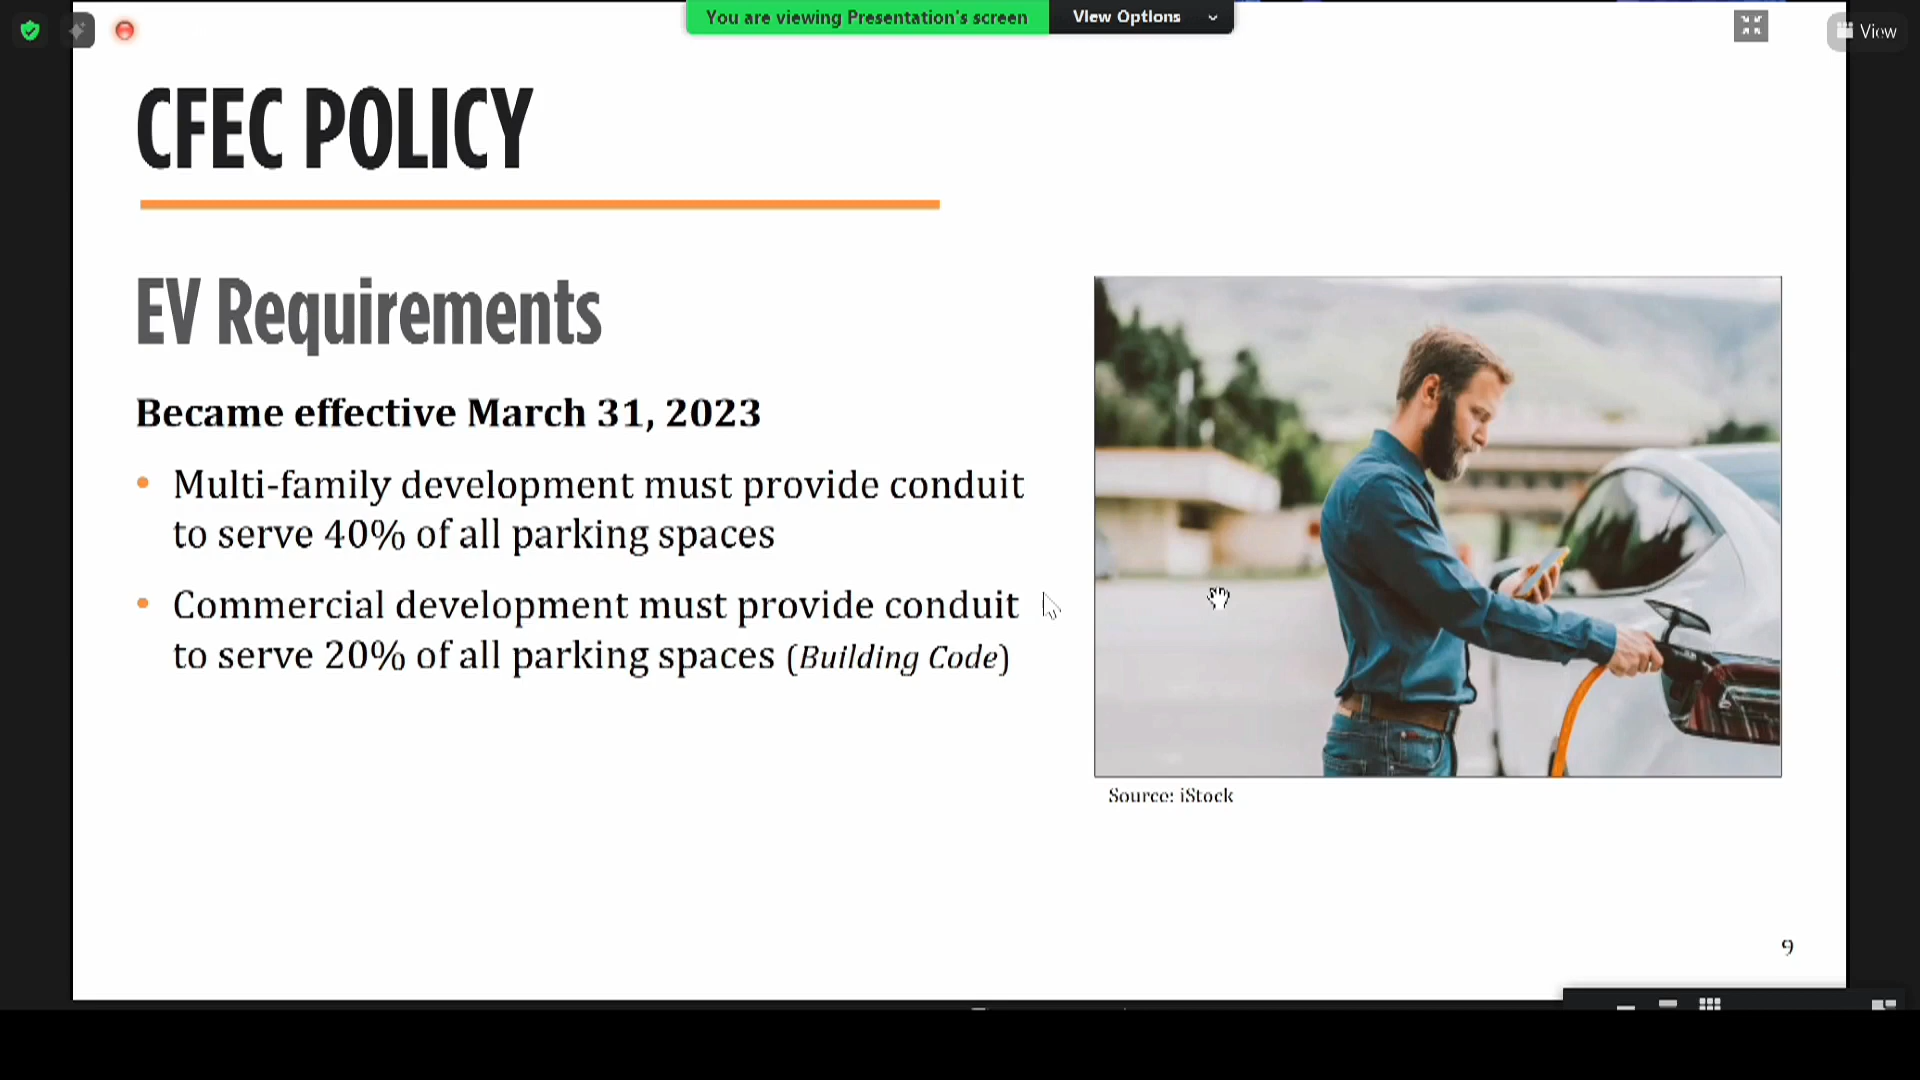 You are viewing Presentation's screen
View Options
View
CFEC POLICY
EV Requirements
Became effective March 31, 2023
• Multi-family development must provide conduit
to serve 40% of all parking spaces
• Commercial development must provide conduit
to serve 20% of all parking spaces (Building Code)
Source: iStock
9